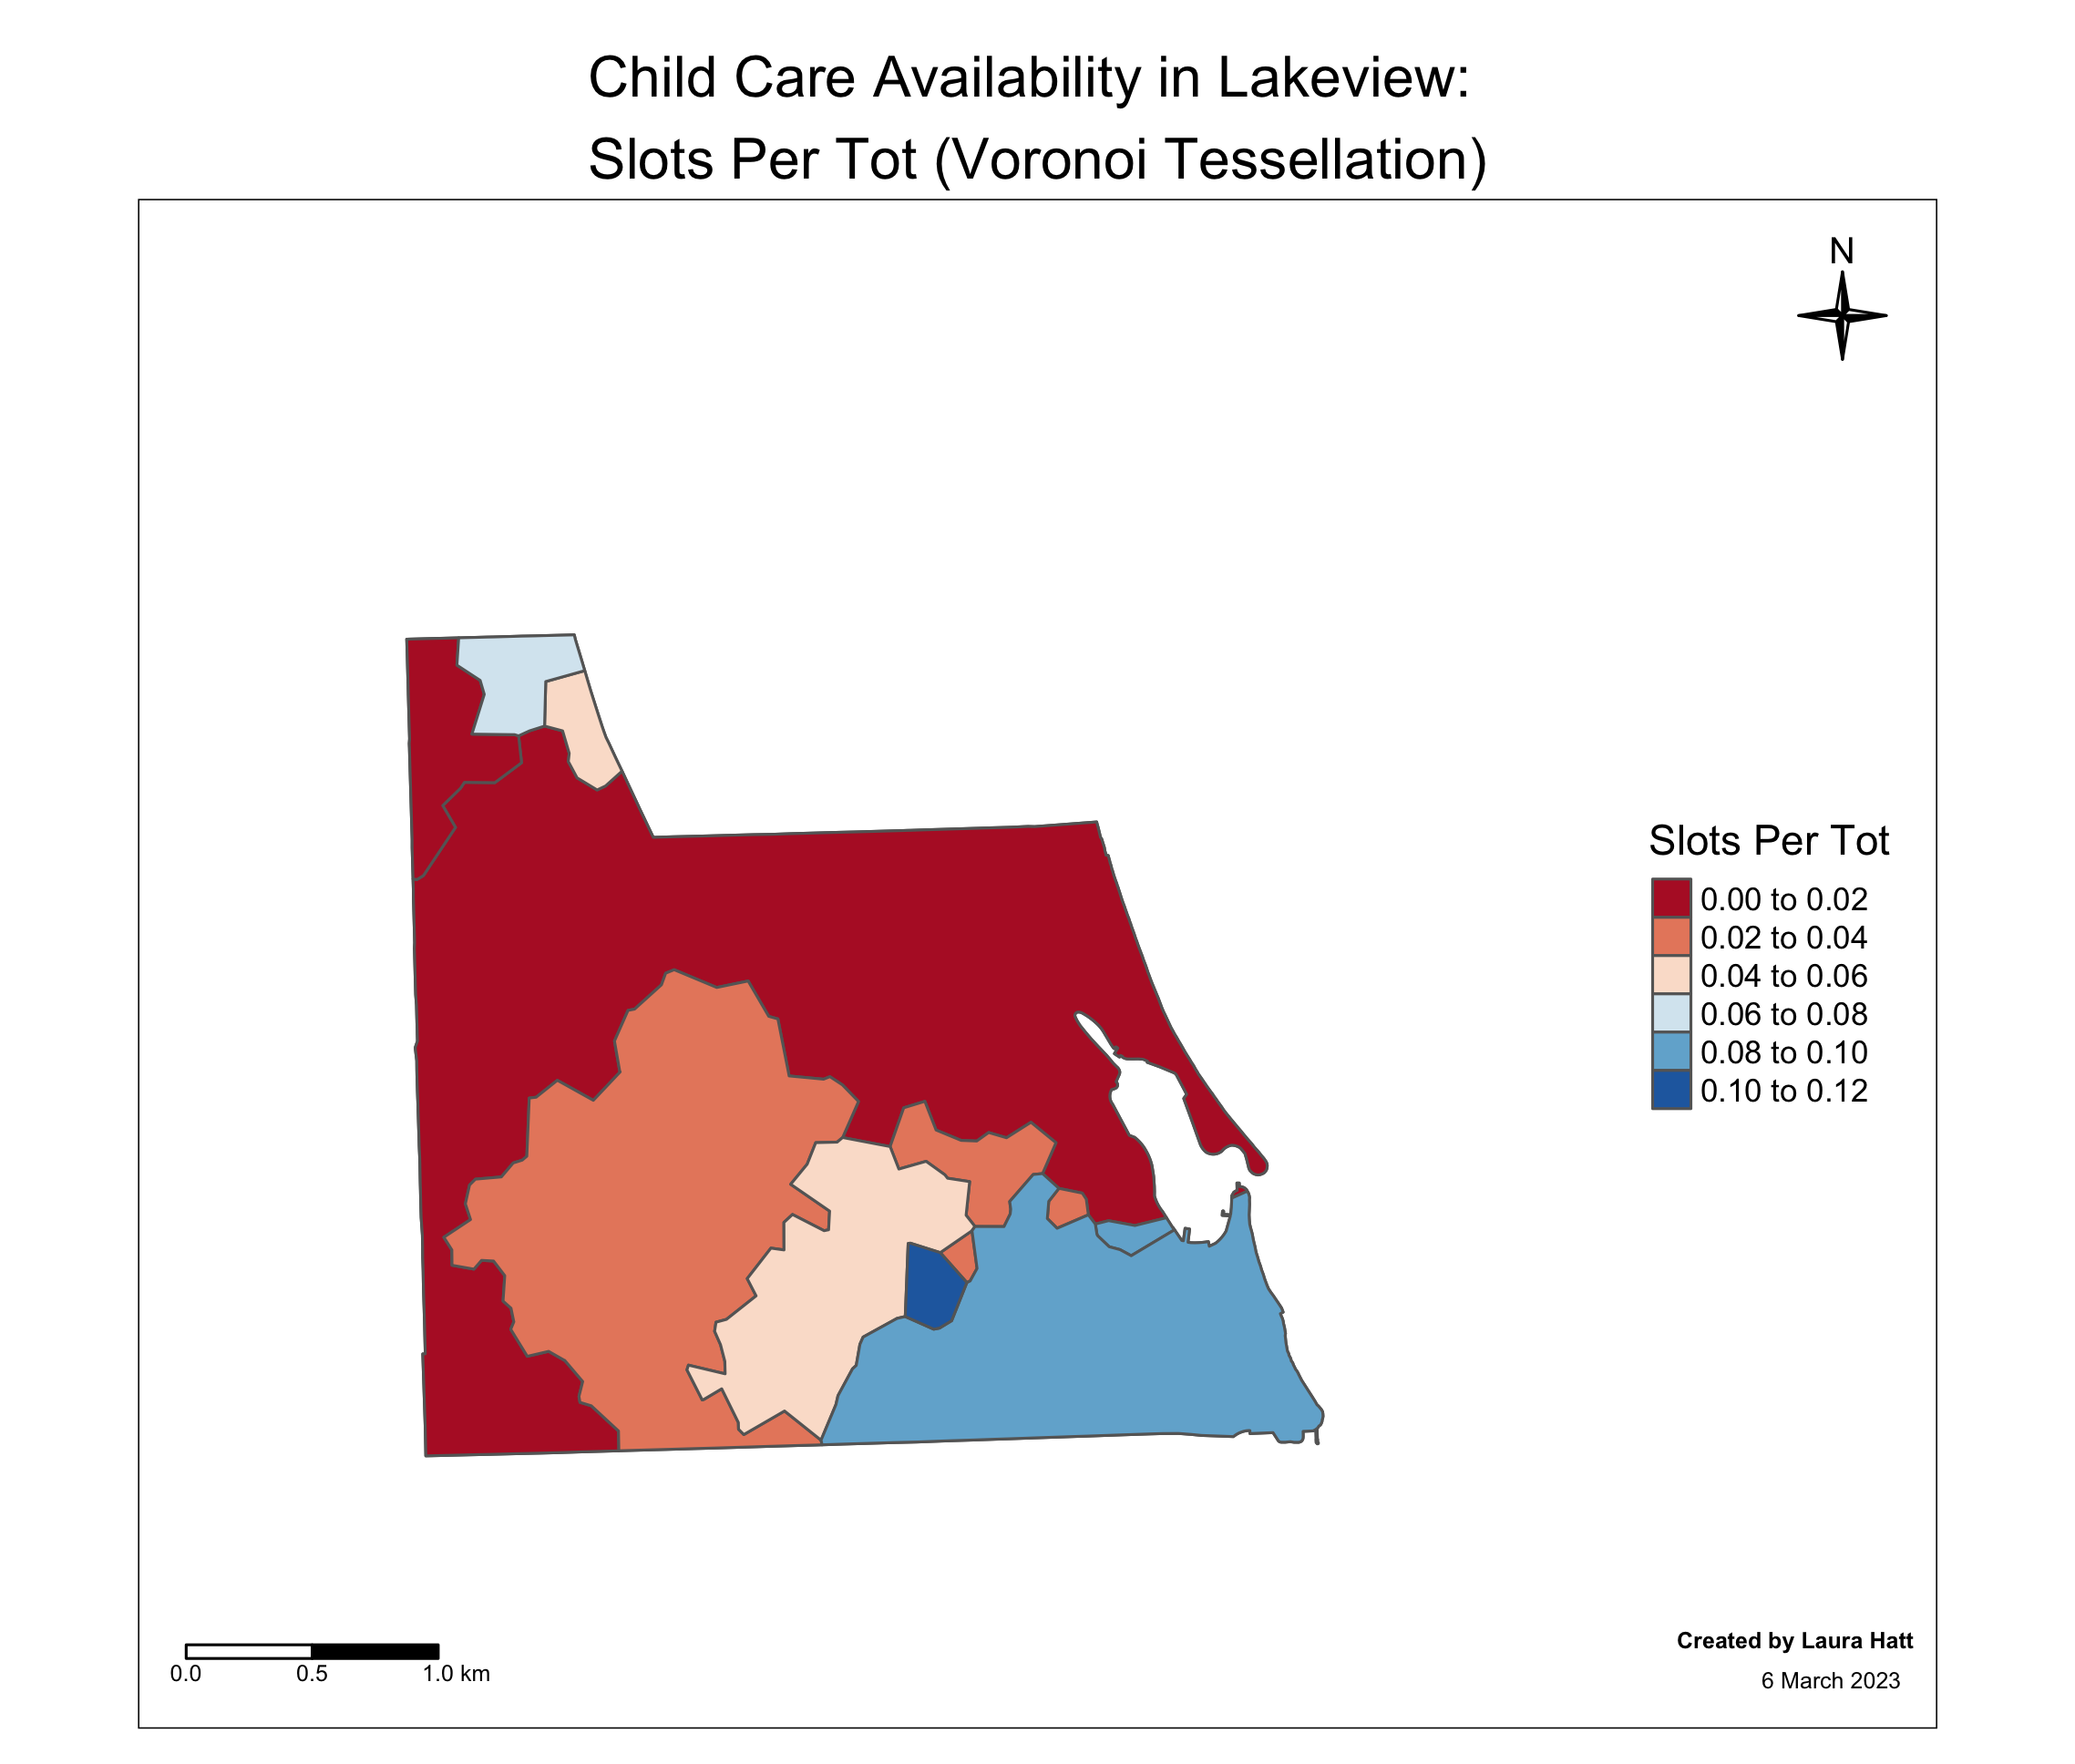 Child Care Availability in Lakeview:
Slots Per Tot (Voronoi Tessellation)
N
Slots Per Tot
0.00 to 0.02
0.02 to 0.04
0.04 to 0.06
0.06 to 0.08
0.08 to 0.10
0.10 to 0.12
0.0 0.5 1.0 km
Created by Laura Hatt
6 March 2023